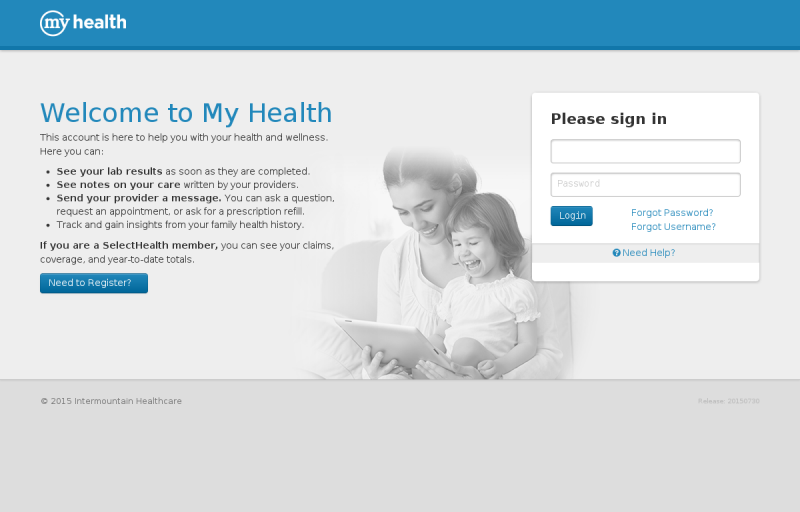 my health
Welcome to My Health
This account is here to help you with your health and wellness.
Here you can:
• See your lab results as soon as they are completed.
• See notes on your care written by your providers.
• Send your provider a message. You can ask a question,
request an appointment, or ask for a prescription refill.
• Track and gain insights from your family health history.
If you are a SelectHealth member, you can see your claims,
coverage, and year-to-date totals.
Need to Register?
Please sign in
Password
Login
Forgot Password?
Forgot Username?
Need Help?
© 2015 Intermountain Healthcare
Release: 20150730